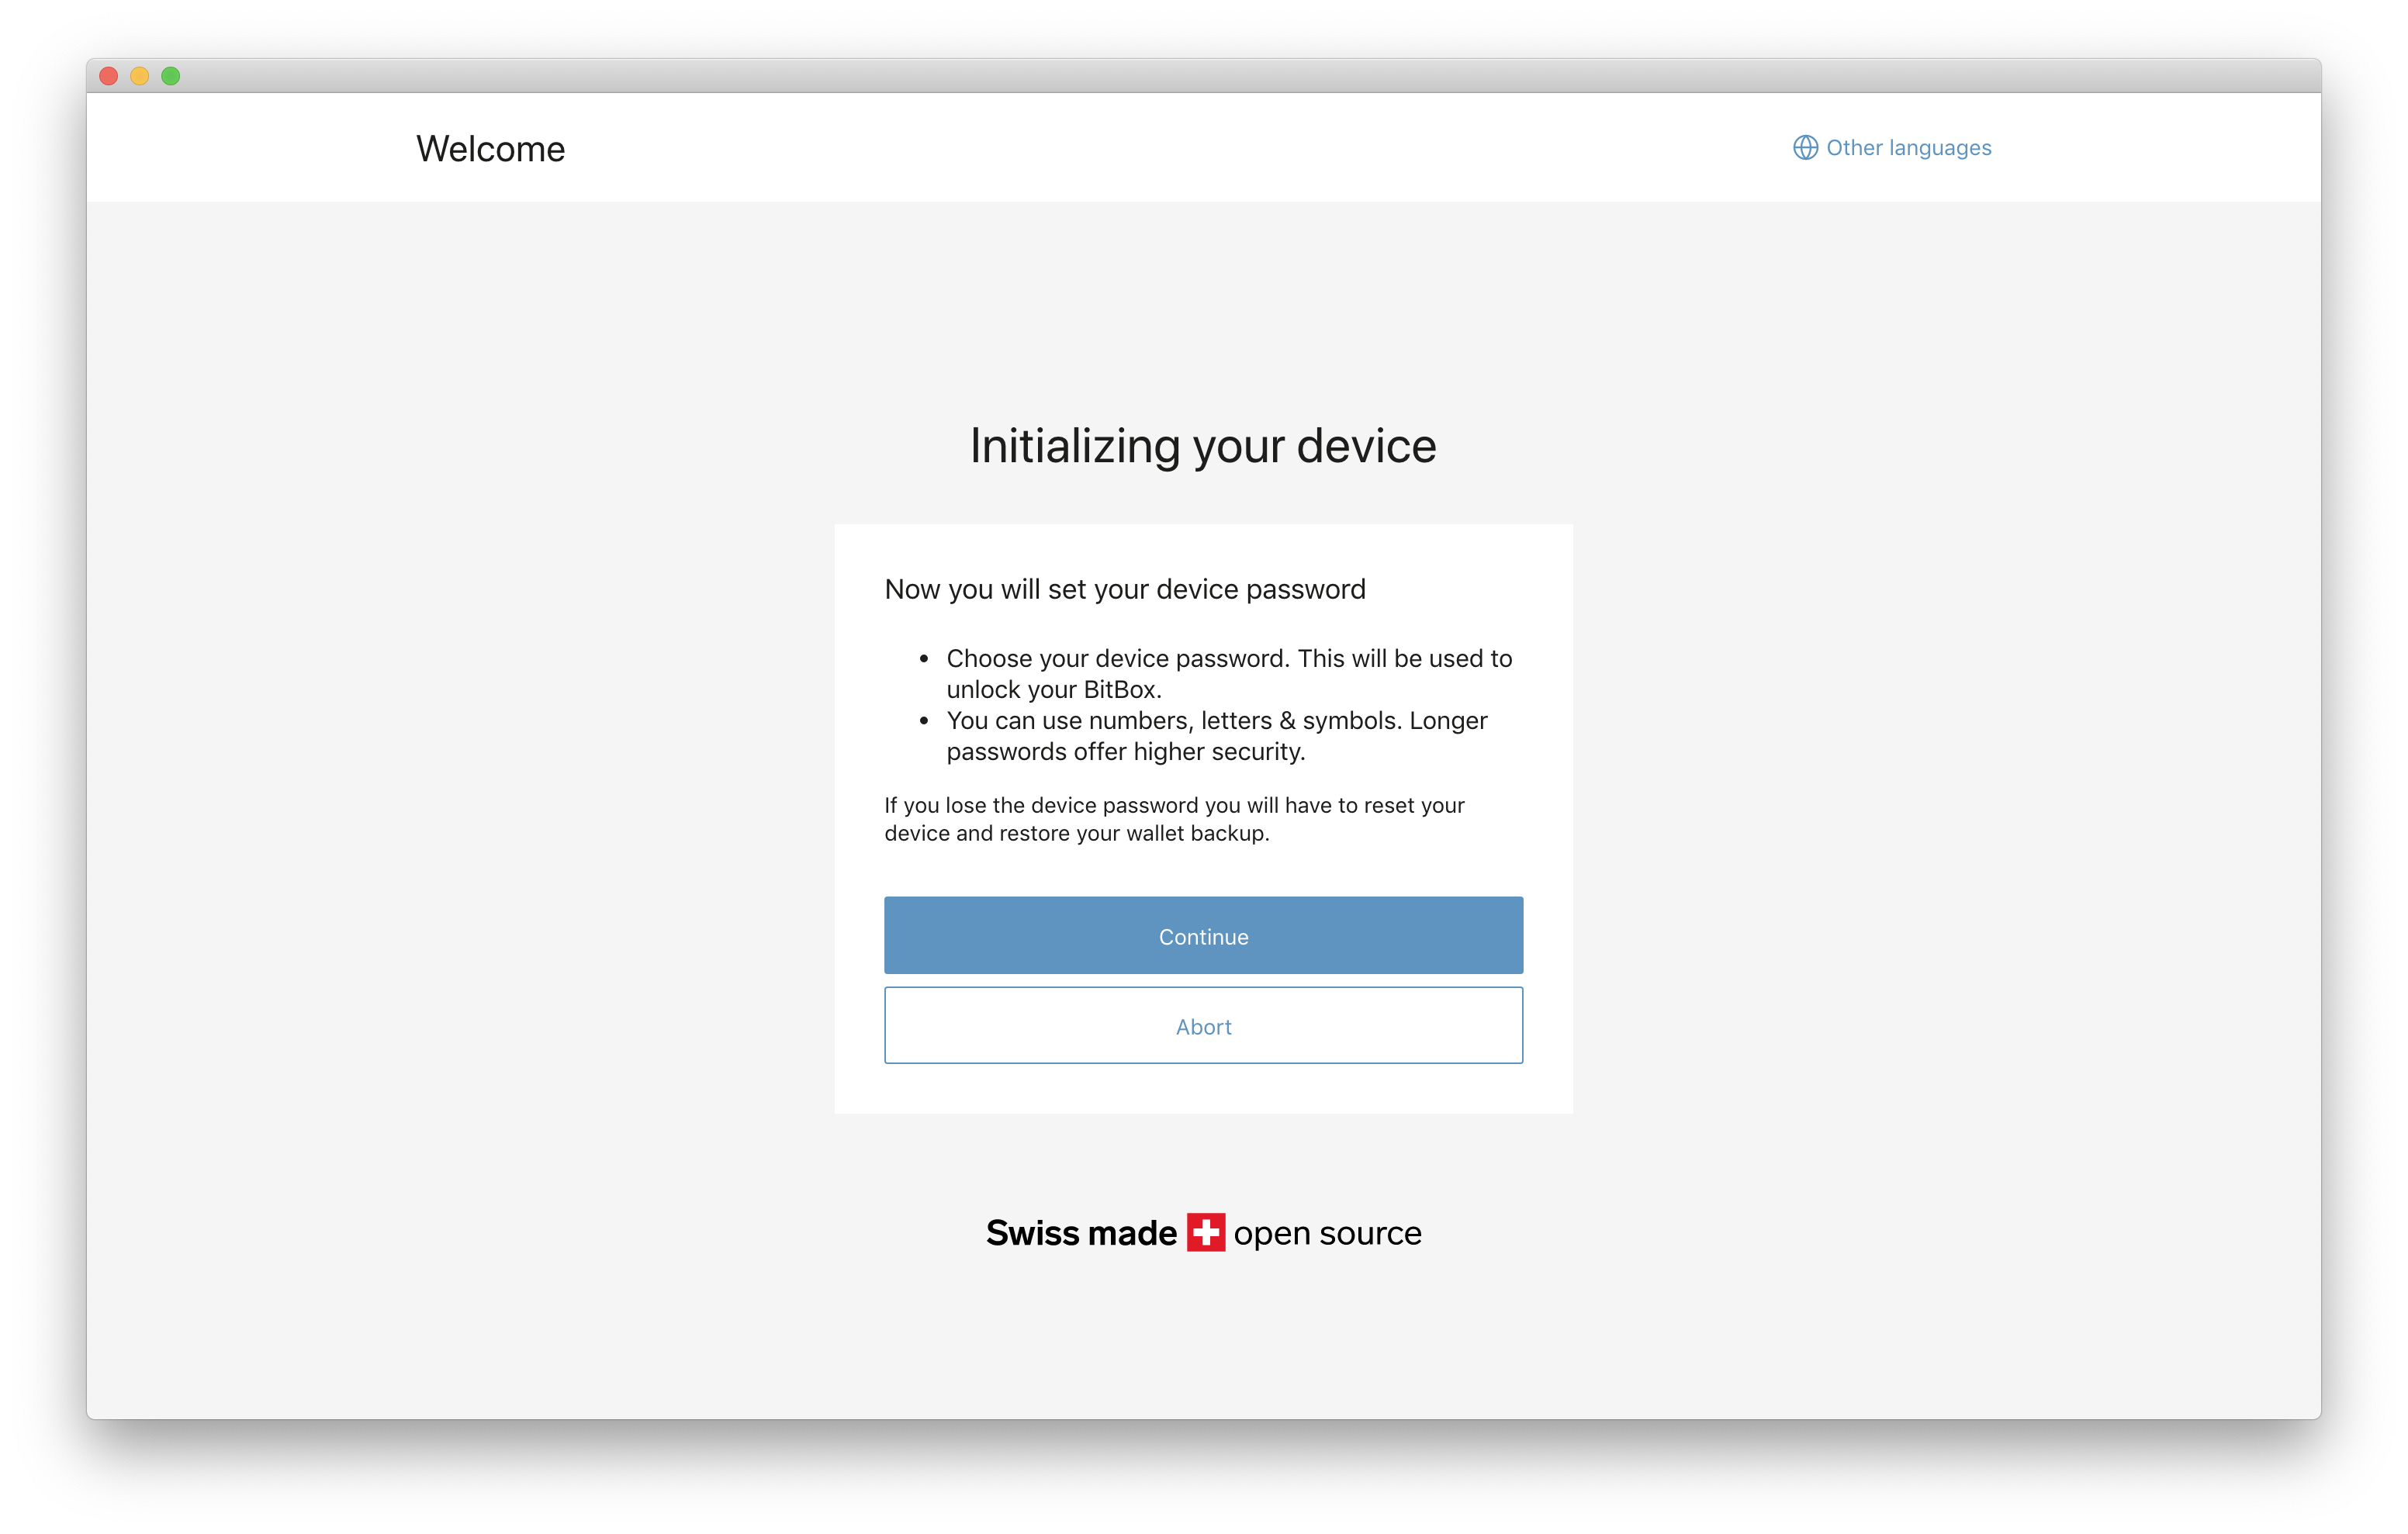 Welcome
Other languages
Initializing your device
Now you will set your device password
• Choose your device password. This will be used to
unlock your BitBox.
• You can use numbers, letters & symbols. Longer
passwords offer higher security.
If you lose the device password you will have to reset your
device and restore your wallet backup.
Continue
Abort
Swiss made open source